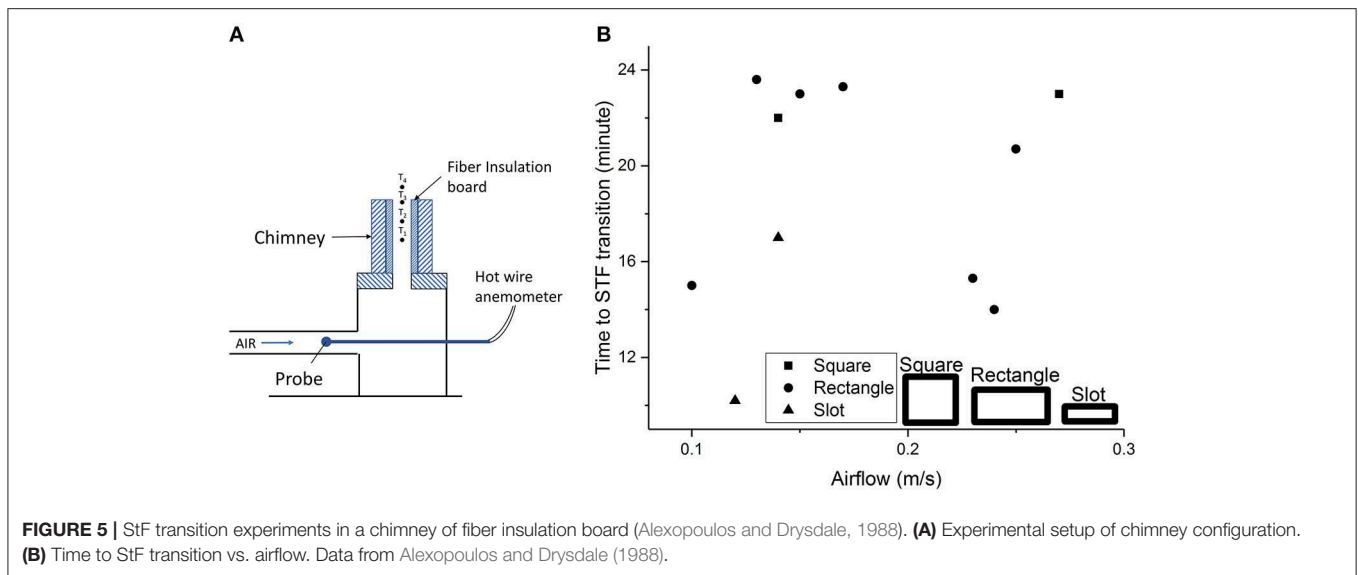 A
T4
T3
T2
T1
Fiber Insulation
board
Chimney
Hot wire
anemometer
AIR
Probe
B
24
20
16
12
Time to STF transition (minute)
Square
Rectangle
Slot
Square
Rectangle
Slot
0.1
0.2
0.3
Airflow (m/s)
FIGURE 5 | StF transition experiments in a chimney of fiber insulation board (Alexopoulos and Drysdale, 1988). (A) Experimental setup of chimney configuration.
(B) Time to StF transition vs. airflow. Data from Alexopoulos and Drysdale (1988).